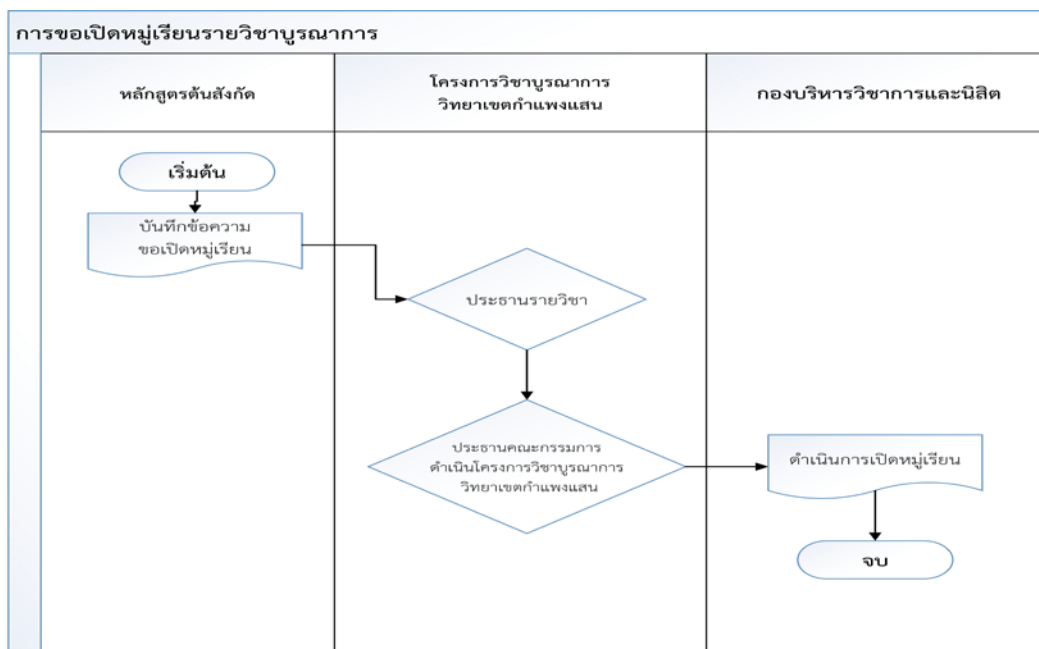 การขอเปิดหมู่เรียนรายวิชาบูรณาการ
หลักสูตรต้นสังกัด
โครงการวิชาบูรณาการ
วิทยาเขตกำแพงแสน
กองบริหารวิชาการและนิสิต
เริ่มต้น
บันทึกข้อความ
ขอเปิดหมู่เรียน
ประธานรายวิชา
ประธานคณะกรรมการ
ดำเนินโครงการวิชาบูรณาการ
วิทยาเขตกำแพงแสน
ดำเนินการเปิดหมู่เรียน
จบ